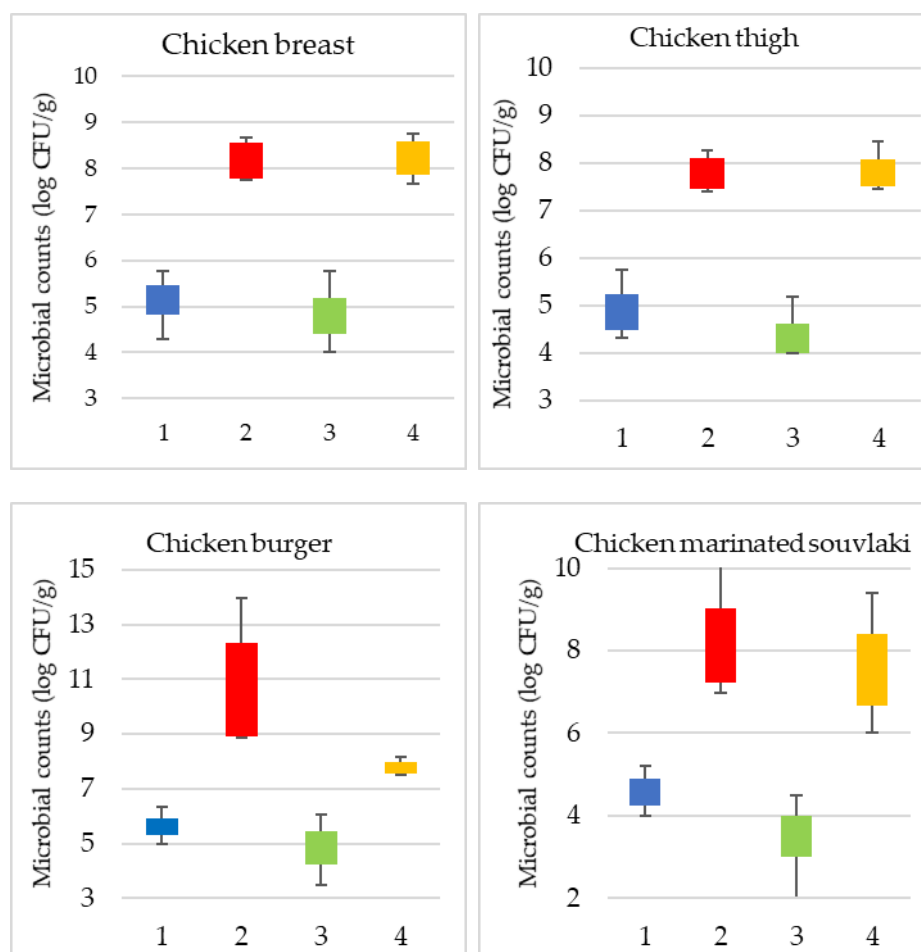 Chicken breast
Microbial counts (log CFU/g)
10
9
8
7
6
5
4
3
1 2 3 4
Chicken thigh
Microbial counts (log CFU/g)
10
9
8
7
6
5
4
3
1 2 3 4
Chicken burger
Microbial counts (log CFU/g)
15
13
11
9
7
5
3
1 2 3 4
Chicken marinated souvlaki
Microbial counts (log CFU/g)
10
8
6
4
2
1 2 3 4